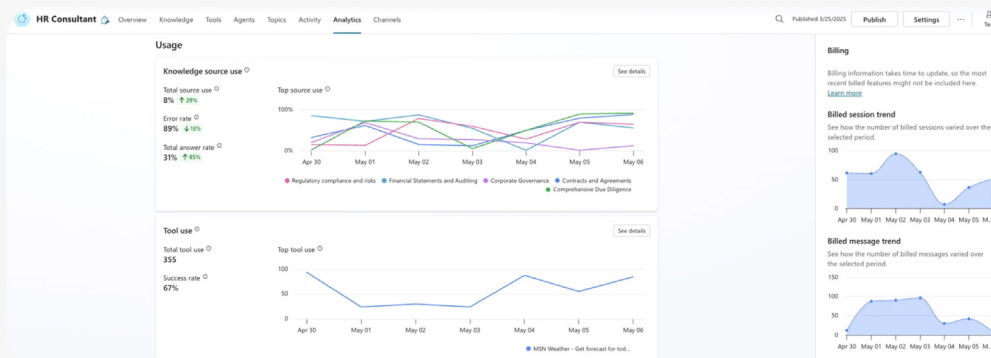 HR Consultant Overview Knowledge Tools Agents Topics Activity Analytics Channels Published 3/25/2025 Publish Settings ...
Usage
Knowledge source use
See details
Total source use
8% ↑ 29%
Error rate
89% ↓ 13%
Total answer rate
31% ↑ 85%
Top source use
100%
0%
Apr 30 May 01 May 02 May 03 May 04 May 05 May 06
Regulatory compliance and risks Financial Statements and Auditing Corporate Governance Contracts and Agreements
Comprehansive Due Diligence
Tool use
See details
Total tool use
355
Success rate
67%
Top tool use
100
50
0
Apr 30 May 01 May 02 May 03 May 04 May 05 May 06
MSN Weather - Get forecast for tod...
Billing
Billing information takes time to update, so the most
recent billed features might not be included here.
Learn more
Billed session trend
See how the number of billed sessions varied over the
selected period.
100
50
0
Apr 30 May 01 May 02 May 03 May 04 May 05 M..
Billed message trend
See how the number of billed messages varied over
the selected period.
150
100
50
0
Apr 30 May 01 May 02 May 03 May 04 May 05 M..